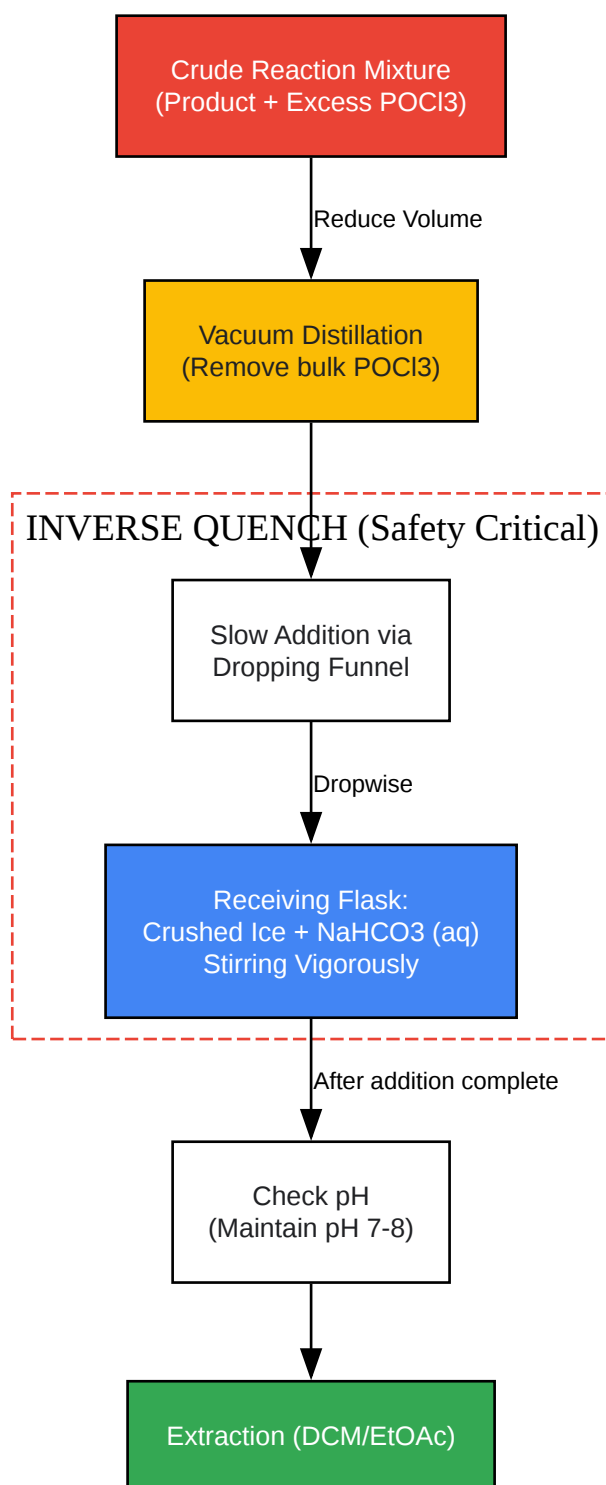 Crude Reaction Mixture
(Product + Excess POCl3)
Reduce Volume
Vacuum Distillation
(Remove bulk POCl3)
INVERSE QUENCH (Safety Critical)
Slow Addition via
Dropping Funnel
Dropwise
Receiving Flask:
Crushed Ice + NaHCO3 (aq)
Stirring Vigorously
After addition complete
Check pH
(Maintain pH 7-8)
Extraction (DCM/EtOAc)